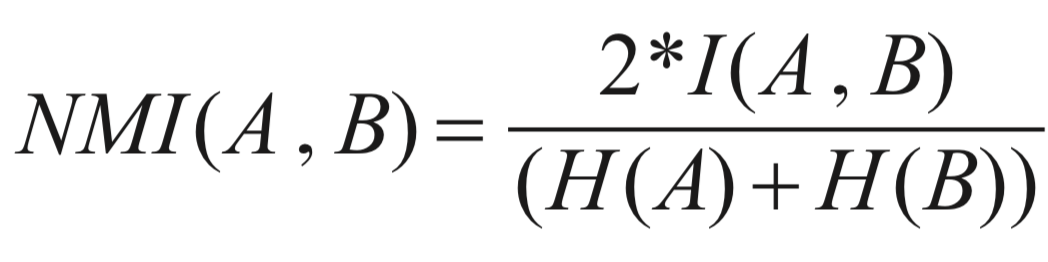 NMI(A , B)= 2*I(A , B) / (H(A)+H(B))